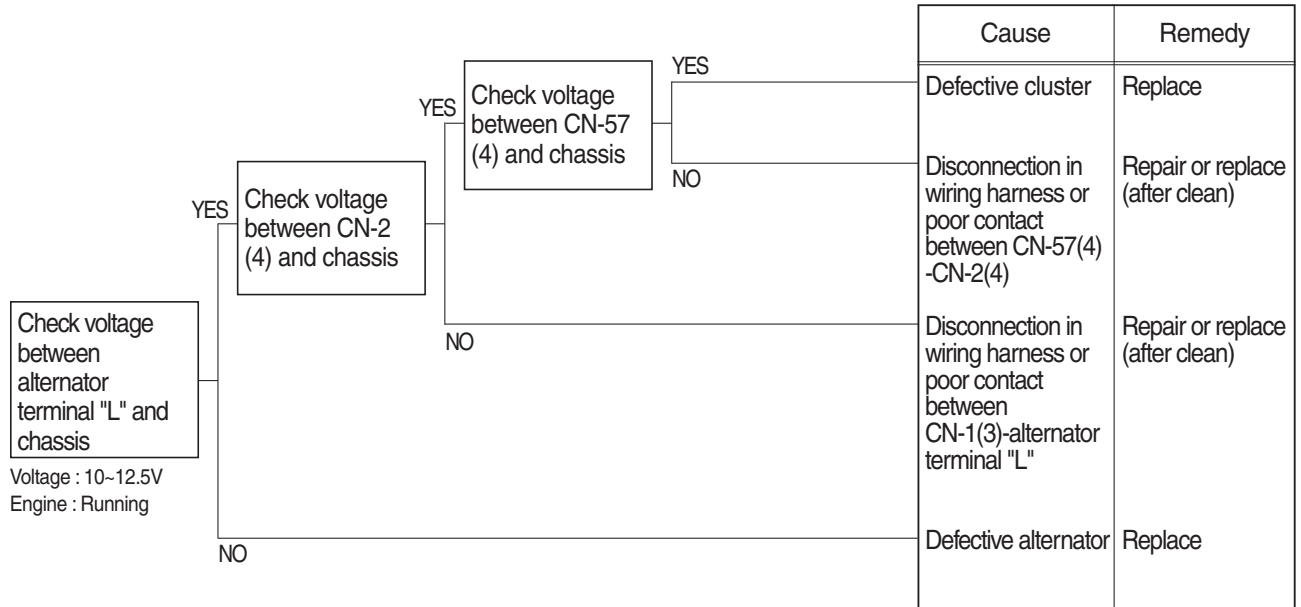 Cause
Remedy
YES
Defective cluster
Replace
YES
Check voltage
between CN-57
(4) and chassis
NO
Disconnection in
wiring harness or
poor contact
between CN-57(4)
-CN-2(4)
Repair or replace
(after clean)
YES
Check voltage
between CN-2
(4) and chassis
NO
Disconnection in
wiring harness or
poor contact
between
CN-1(3)-alternator
terminal "L"
Repair or replace
(after clean)
Check voltage
between
alternator
terminal "L" and
chassis
Voltage : 10~12.5V
Engine : Running
NO
Defective alternator
Replace